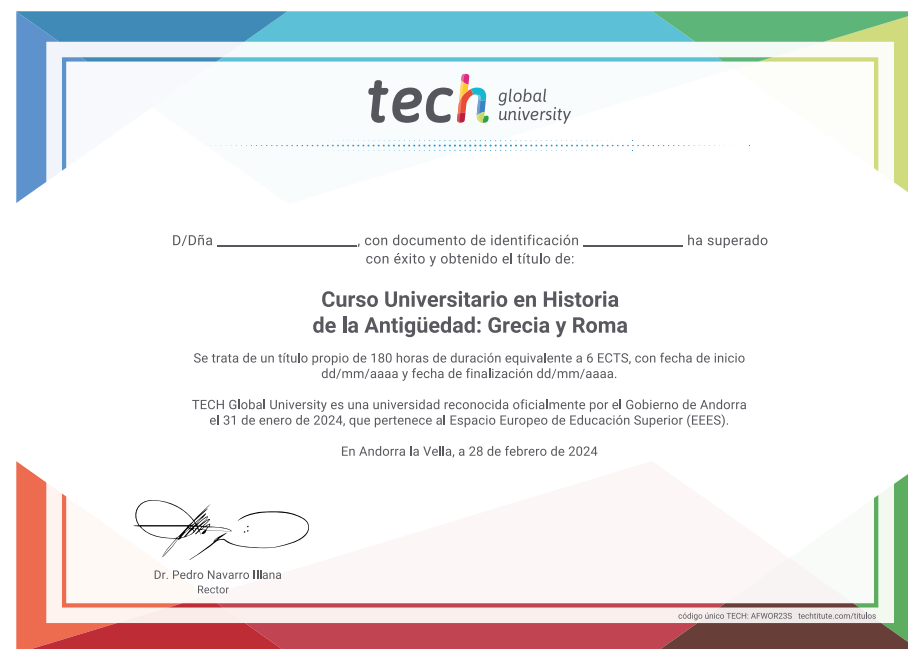 tech global
university
D/Dña , con documento de identificación ha superado
con éxito y obtenido el título de:
Curso Universitario en Historia
de la Antigüedad: Grecia y Roma
Se trata de un título propio de 180 horas de duración equivalente a 6 ECTS, con fecha de inicio
dd/mm/aaaa y fecha de finalización dd/mm/aaaa.
TECH Global University es una universidad reconocida oficialmente por el Gobierno de Andorra
el 31 de enero de 2024, que pertenece al Espacio Europeo de Educación Superior (EEES).
En Andorra la Vella, a 28 de febrero de 2024
Dr. Pedro Navarro Illana
Rector
código único TECH: AFWOR23S techtitute.com/titulos